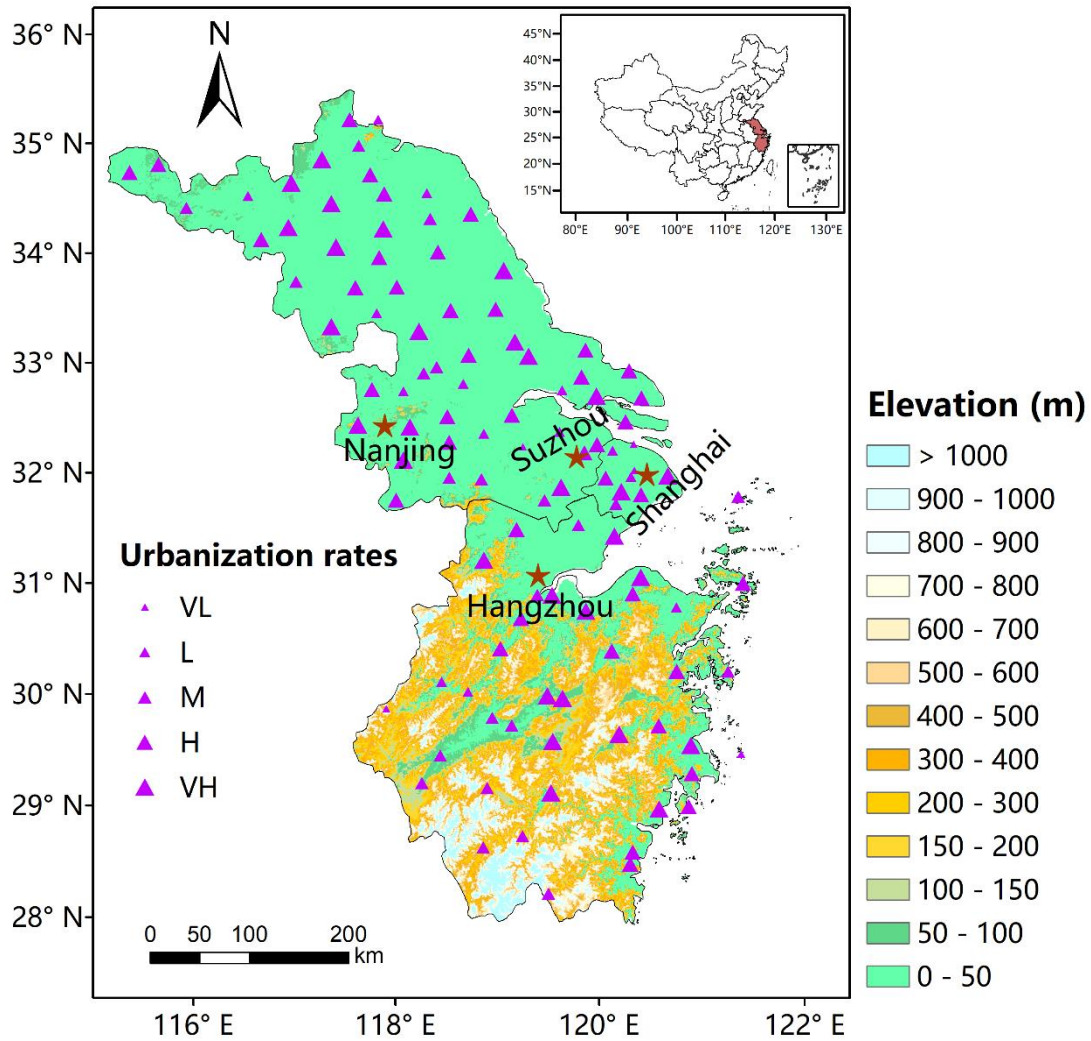 36° N
35° N
34° N
33° N
32° N
31° N
30° N
29° N
28° N
116° E
118° E
120° E
122° E
N
45°N
40°N
35°N
30°N
25°N
20°N
15°N
80°E
90°E
100°E
110°E
120°E
130°E
Nanjing
Suzhou
Shanghai
Hangzhou
Urbanization rates
VL
L
M
H
VH
0 50 100 200
km
Elevation (m)
> 1000
900 - 1000
800 - 900
700 - 800
600 - 700
500 - 600
400 - 500
300 - 400
200 - 300
150 - 200
100 - 150
50 - 100
0 - 50